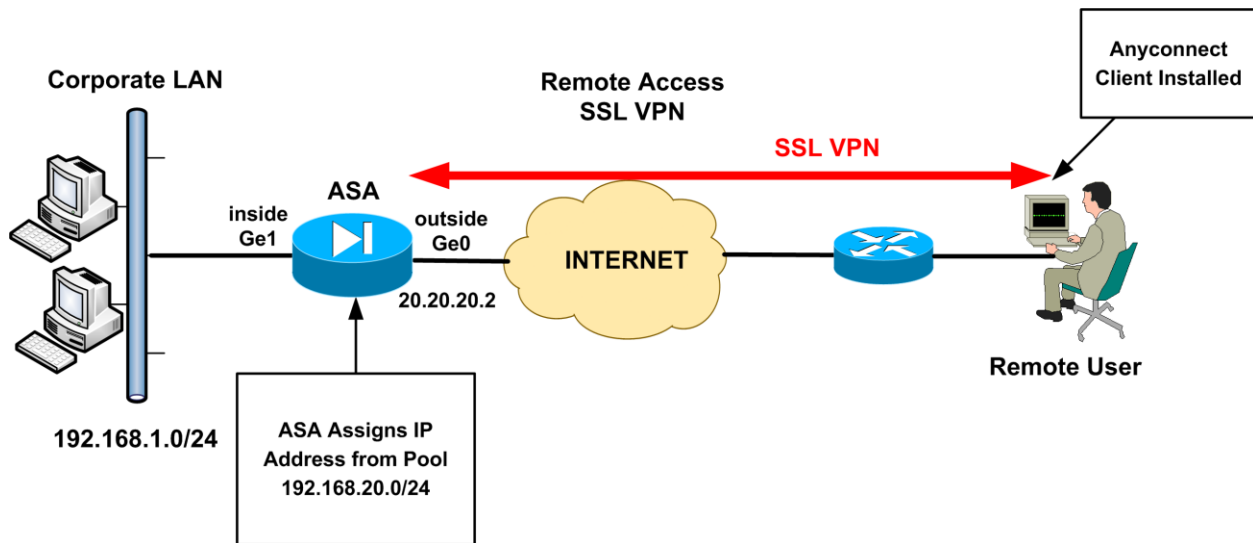 Anyconnect
Client Installed
Corporate LAN
Remote Access
SSL VPN
SSL VPN
ASA
inside
Ge1
outside
Ge0
INTERNET
20.20.20.2
Remote User
192.168.1.0/24
ASA Assigns IP
Address from Pool
192.168.20.0/24